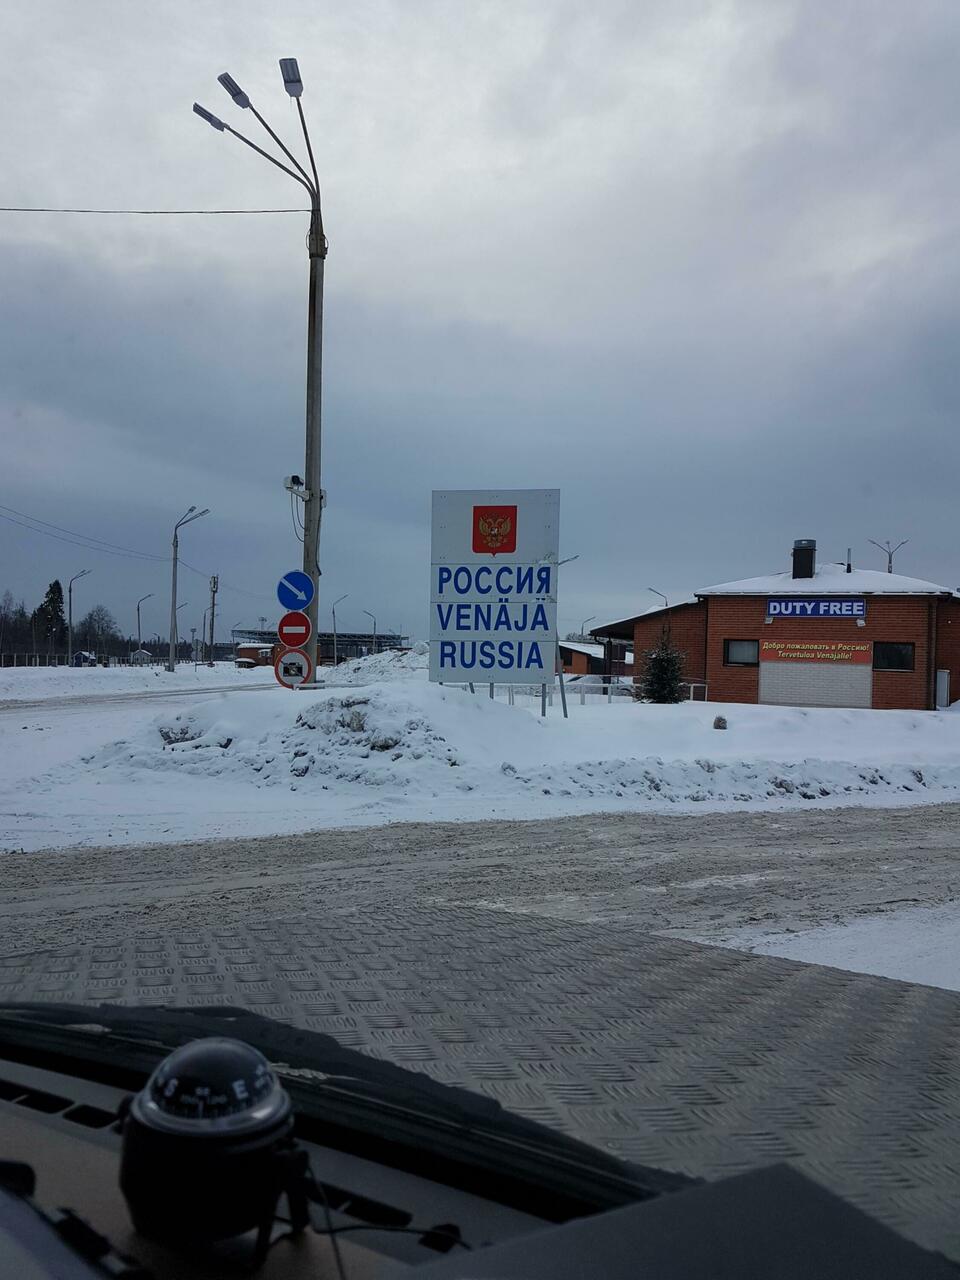 РОССИЯ
VENÄJÄ
RUSSIA
DUTY FREE
Добро пожаловать в Россию!
Tervetuloa Venäjälle!
S
E